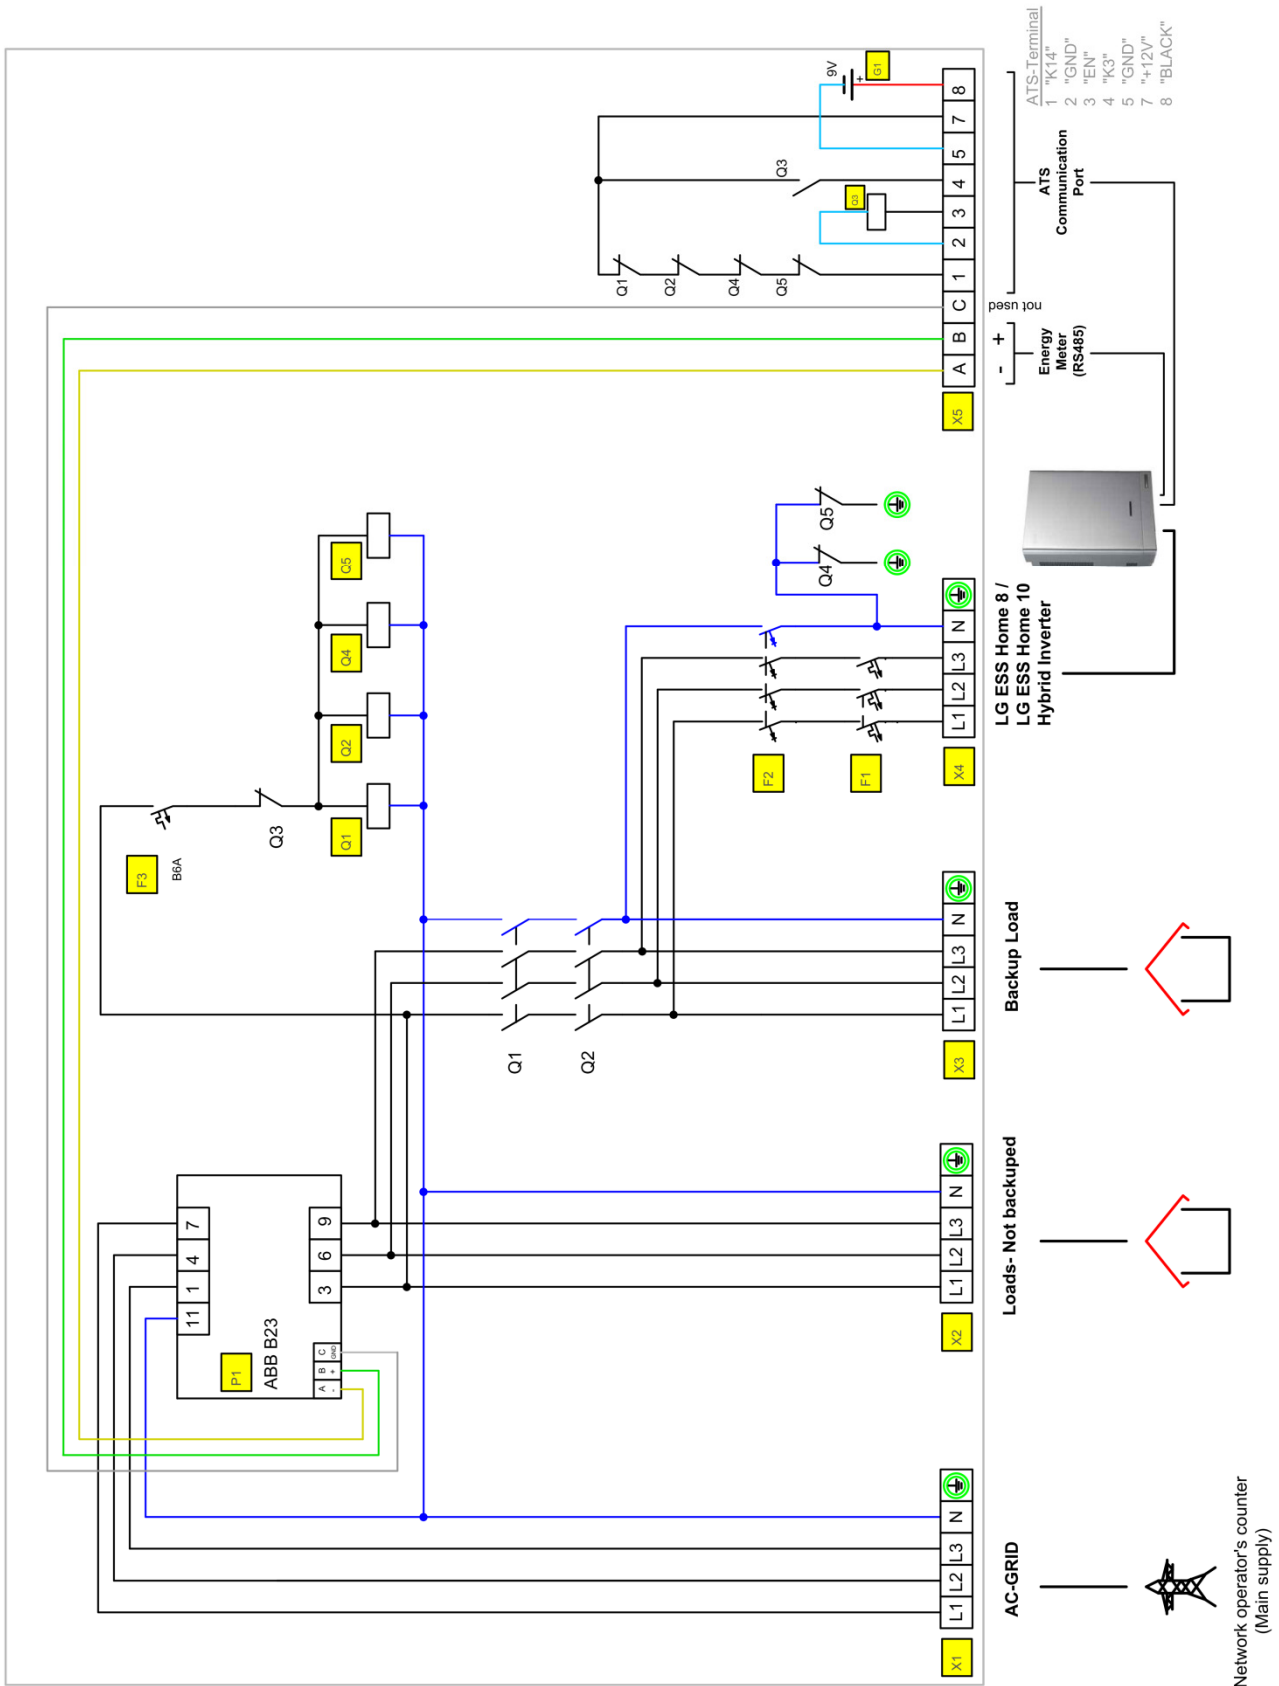 ATS-Terminal
1 "K14"
2 "GND"
3 "EN"
4 "K3"
5 "GND"
7 "+12V"
8 "BLACK"
9V
+
G1
Q3
Q3
Q1
Q2
Q4
Q5
A B C 1 2 3 4 5 7 8
X5
- +
Energy
Meter
(RS485)
not used
ATS
Communication
Port
F3
B6A
Q3
Q1
Q2
Q4
Q5
Q4
Q5
F2
F1
X4
L1 L2 L3 N
LG ESS Home 8 /
LG ESS Home 10
Hybrid Inverter
Q1
Q2
X3
L1 L2 L3 N
Backup Load
P1
ABB B23
11 1 4 7
3 6 9
A B C
- + GND
X2
L1 L2 L3 N
Loads- Not backuped
X1
L1 L2 L3 N
AC-GRID
Network operator's counter
(Main supply)